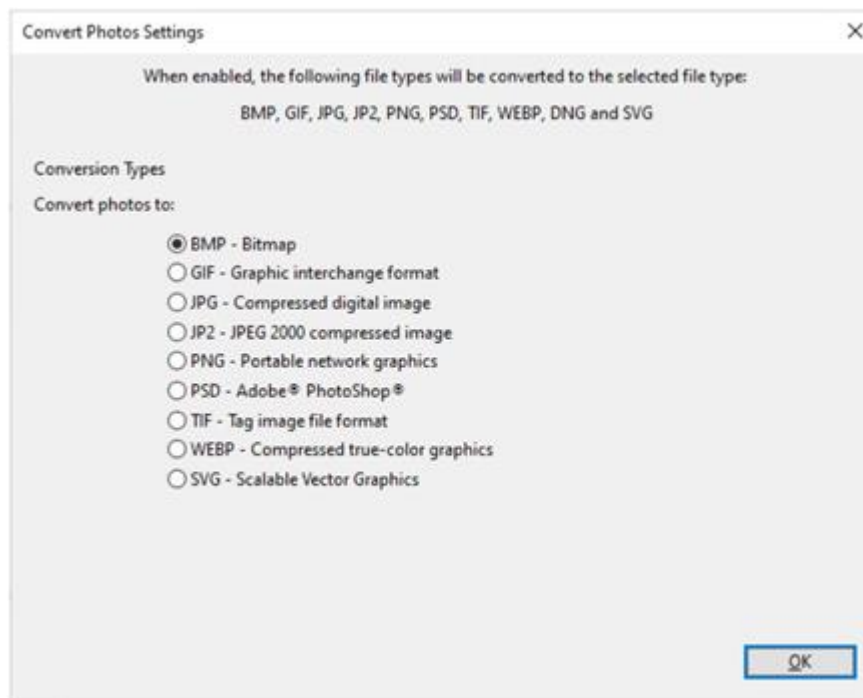 Convert Photos Settings
When enabled, the following file types will be converted to the selected file type:
BMP, GIF, JPG, JP2, PNG, PSD, TIF, WEBP, DNG and SVG
Conversion Types
Convert photos to:
BMP - Bitmap
GIF - Graphic interchange format
JPG - Compressed digital image
JP2 - JPEG 2000 compressed image
PNG - Portable network graphics
PSD - Adobe® PhotoShop®
TIF - Tag image file format
WEBP - Compressed true-color graphics
SVG - Scalable Vector Graphics
OK